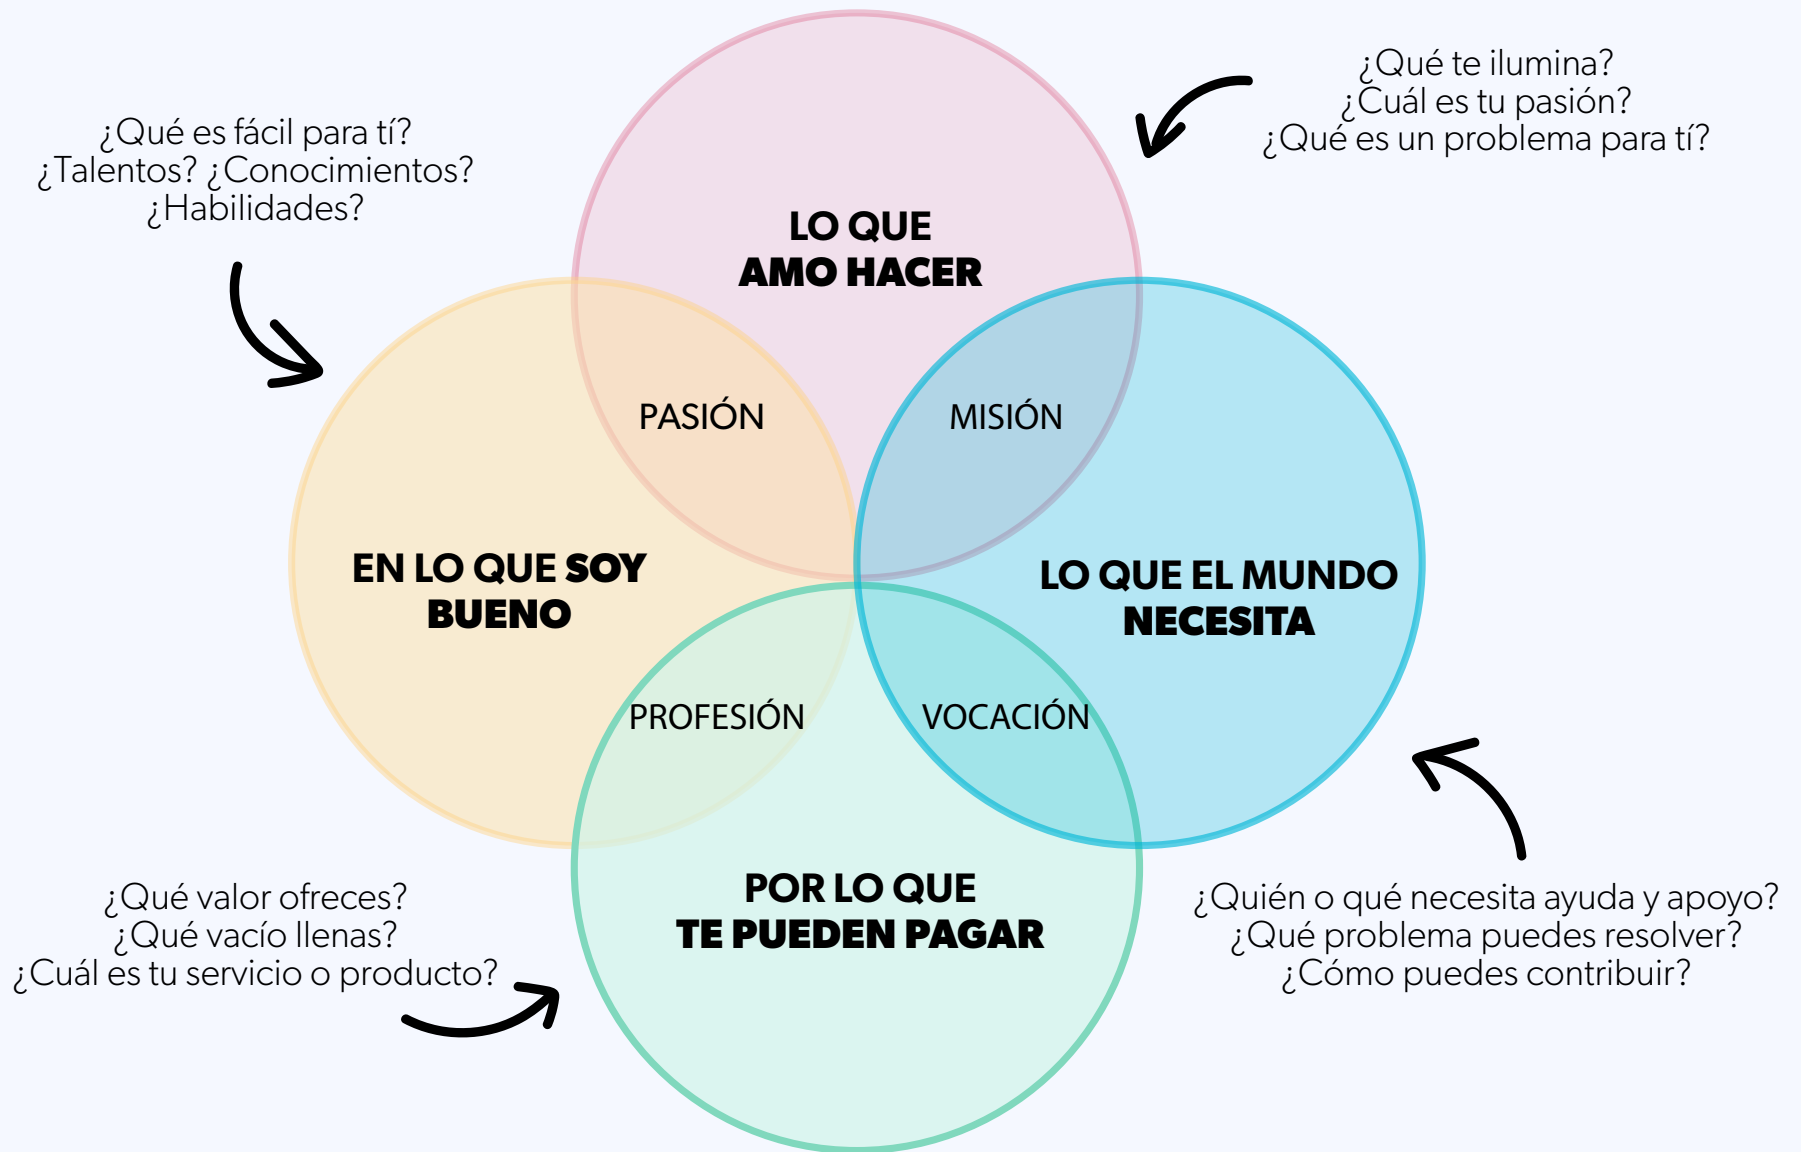 ¿Qué te ilumina?
¿Cuál es tu pasión?
¿Qué es un problema para tí?
¿Qué es fácil para tí?
¿Talentos? ¿Conocimientos?
¿Habilidades?
LO QUE
AMO HACER
PASIÓN
MISIÓN
EN LO QUE SOY
BUENO
LO QUE EL MUNDO
NECESITA
PROFESIÓN
VOCACIÓN
POR LO QUE
TE PUEDEN PAGAR
¿Qué valor ofreces?
¿Qué vacío llenas?
¿Cuál es tu servicio o producto?
¿Quién o qué necesita ayuda y apoyo?
¿Qué problema puedes resolver?
¿Cómo puedes contribuir?